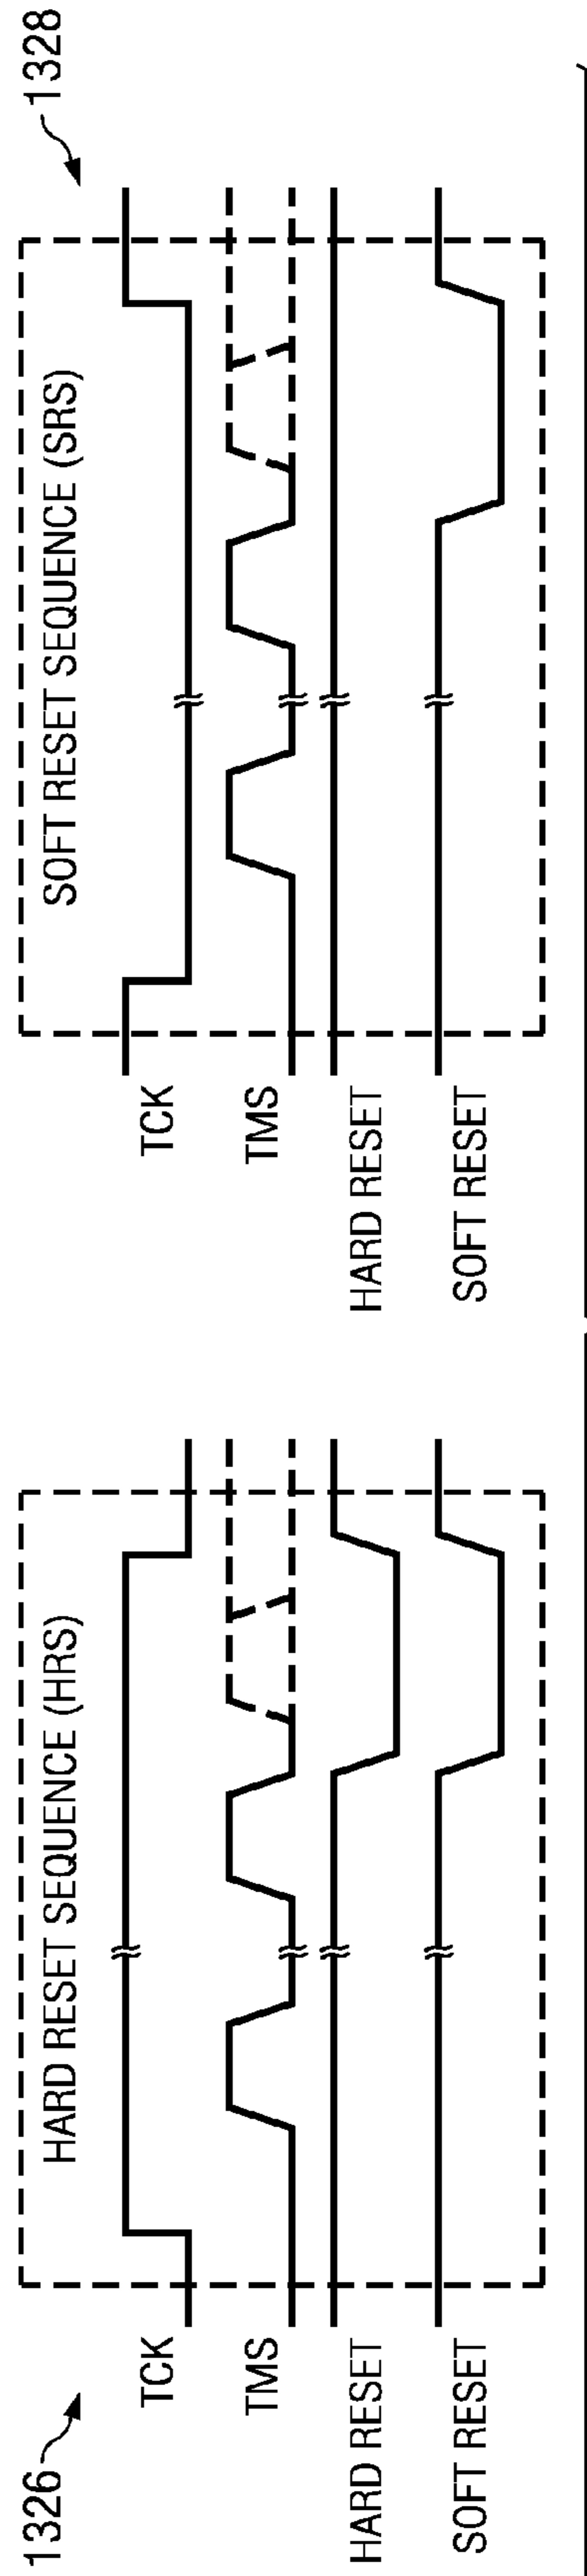 1326
HARD RESET SEQUENCE (HRS)
TCK
TMS
HARD RESET
SOFT RESET
1328
SOFT RESET SEQUENCE (SRS)
TCK
TMS
HARD RESET
SOFT RESET